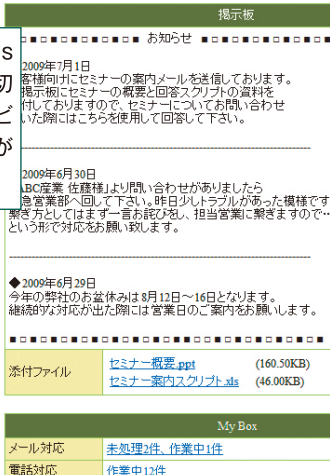 掲示板
■□■□■□■□■ お知らせ ■□■□■□■□■
2009年7月1日
客様向けにセミナーの案内メールを送信しております。
掲示板にセミナーの概要と回答スクリプトの資料を
付しておりますので、セミナーについてお問い合わせ
いた際にはこちらを使用して回答して下さい。
s
切
ビ
が
2009年6月30日
ABC産業 佐藤様」より問い合わせがありましたら
急営業部へ回して下さい。昨日少しトラブルがあった模様です
繋ぎ方としてはまず一言お詫びをし、担当営業に繋ぎますので…
という形で対応をお願い致します。
◆2009年6月29日
今年の弊社のお盆休みは8月12日～16日となります。
継続的な対応が出た際には営業日のご案内をお願いします。
添付ファイル
セミナー概要.ppt (160.50KB)
セミナー案内スクリプト.xls (46.00KB)
My Box
メール対応 未処理2件、作業中1件
電話対応 作業中12件